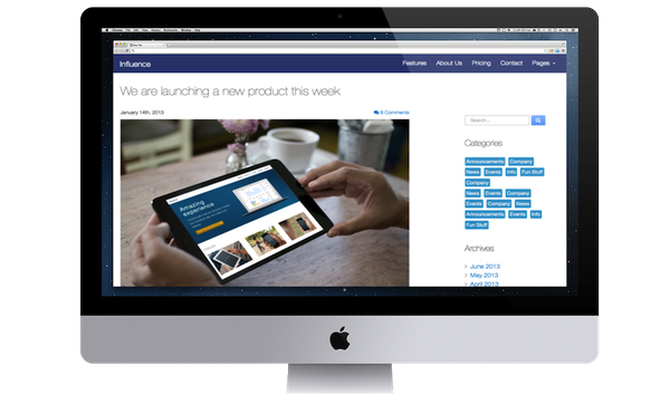 Influence
Features About Us Pricing Contact Pages
We are launching a new product this week
January 14th, 2013
8 Comments
Search...
Categories
Announcements Company
News Events Info Fun Stuff
Company
News Events Company
Events Company News
Announcements Events Info
Fun Stuff
Archives
June 2013
May 2013
April 2013
Amazing
experience